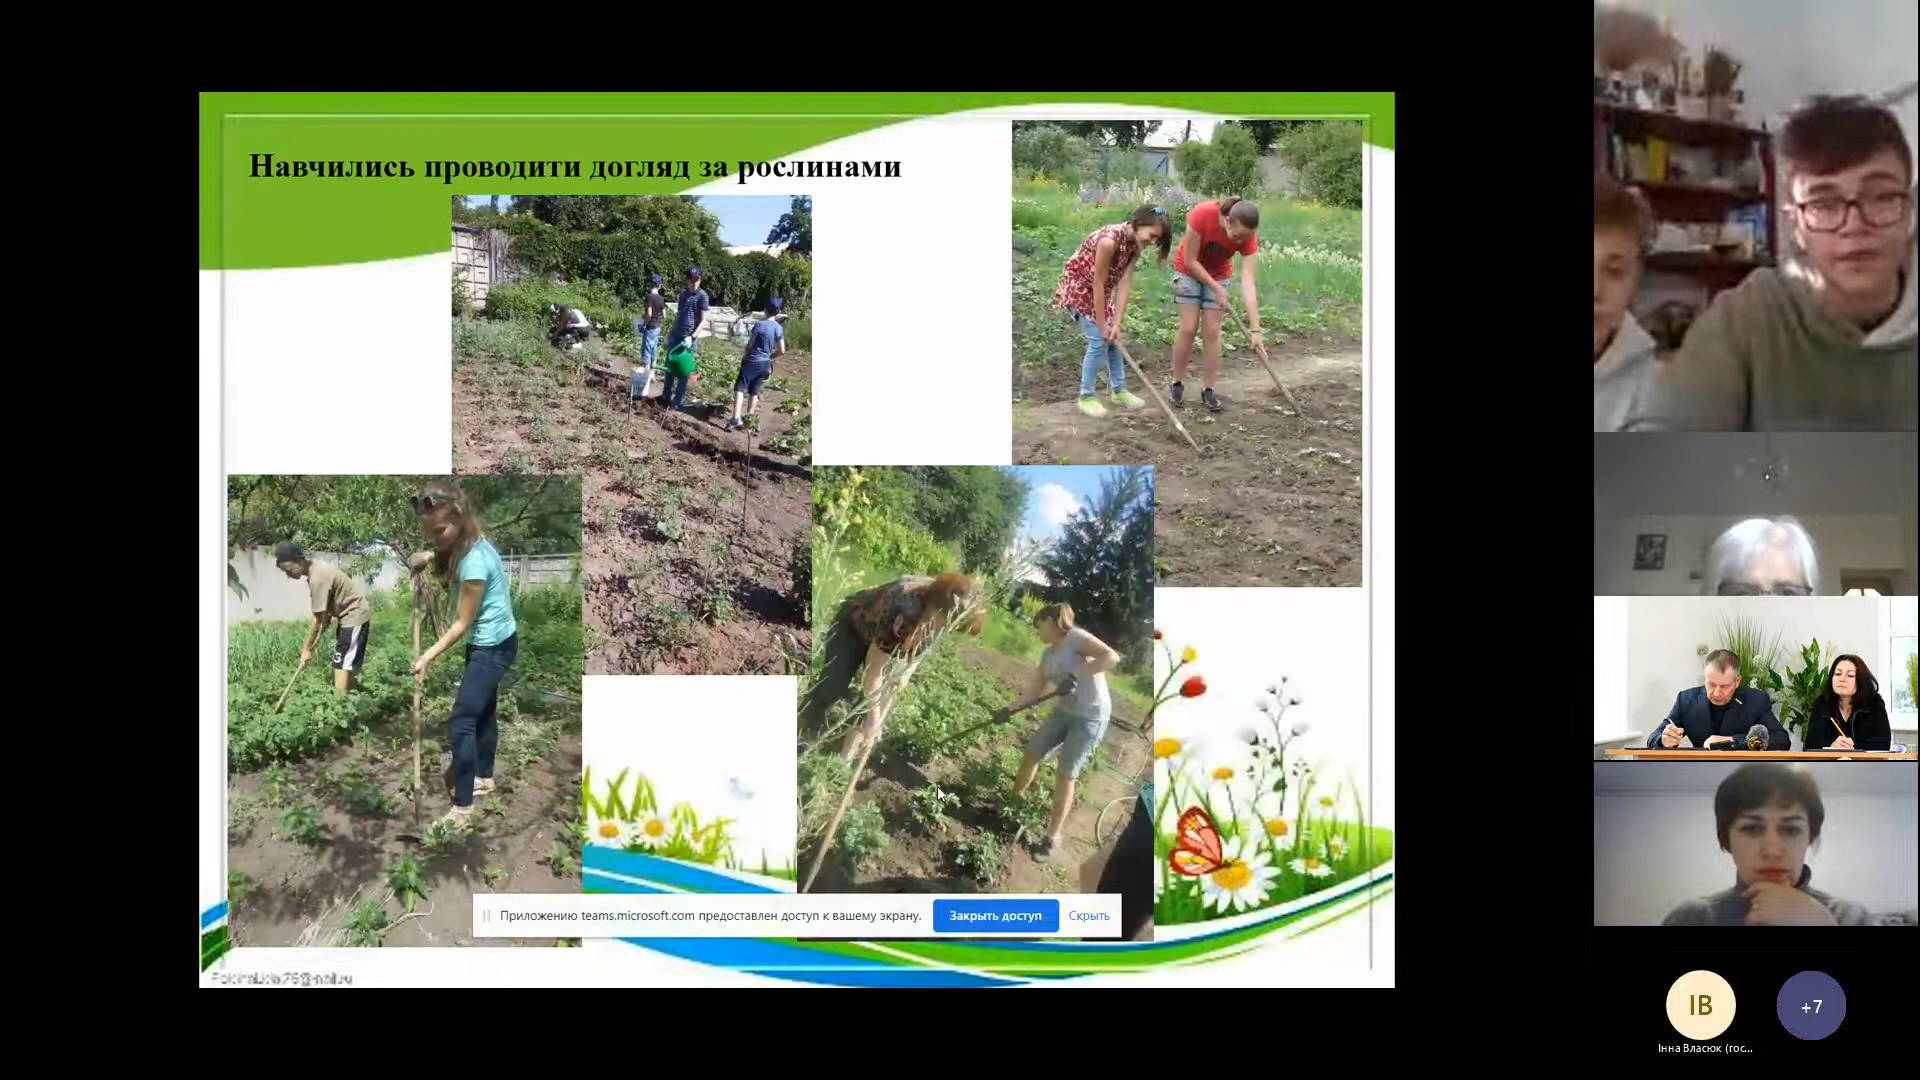 Навчились проводити догляд за рослинами
Приложению teams.microsoft.com предоставлен доступ к вашему экрану.
Закрыть доступ
Скрыть
ІВ
+7
Інна Власюк (гос...